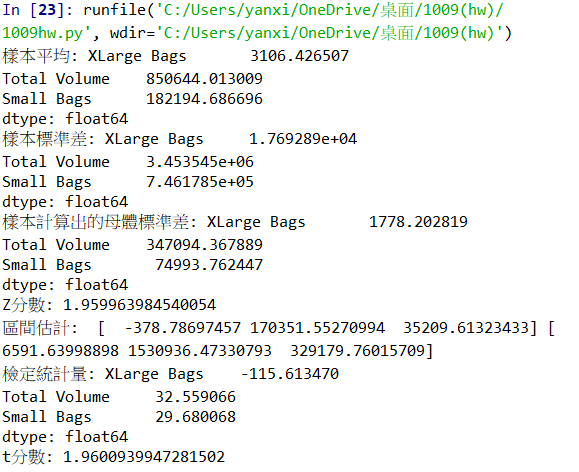 In [23]: runfile('C:/Users/yanxi/OneDrive/桌面/1009(hw)/
1009hw.py', wdir='C:/Users/yanxi/OneDrive/桌面/1009(hw)')
樣本平均: XLarge Bags       3106.426507
Total Volume    850644.013009
Small Bags      182194.686696
dtype: float64
樣本標準差: XLarge Bags     1.769289e+04
Total Volume    3.453545e+06
Small Bags      7.461785e+05
dtype: float64
樣本計算出的母體標準差: XLarge Bags       1778.202819
Total Volume    347094.367889
Small Bags       74993.762447
dtype: float64
Z分數: 1.959963984540054
區間估計:  [  -378.78697457 170351.55270994  35209.61323433] [
6591.63998898 1530936.47330793  329179.76015709]
檢定統計量: XLarge Bags    -115.613470
Total Volume     32.559066
Small Bags       29.680068
dtype: float64
t分數: 1.9600939947281502